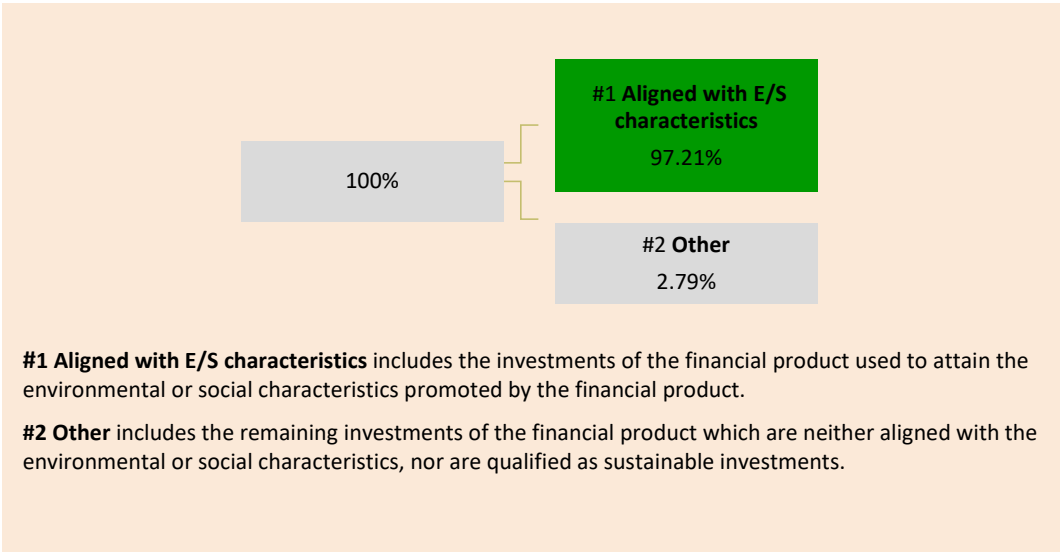 #1 Aligned with E/S
characteristics
97.21%
100%
#2 Other
2.79%
#1 Aligned with E/S characteristics includes the investments of the financial product used to attain the
environmental or social characteristics promoted by the financial product.
#2 Other includes the remaining investments of the financial product which are neither aligned with the
environmental or social characteristics, nor are qualified as sustainable investments.